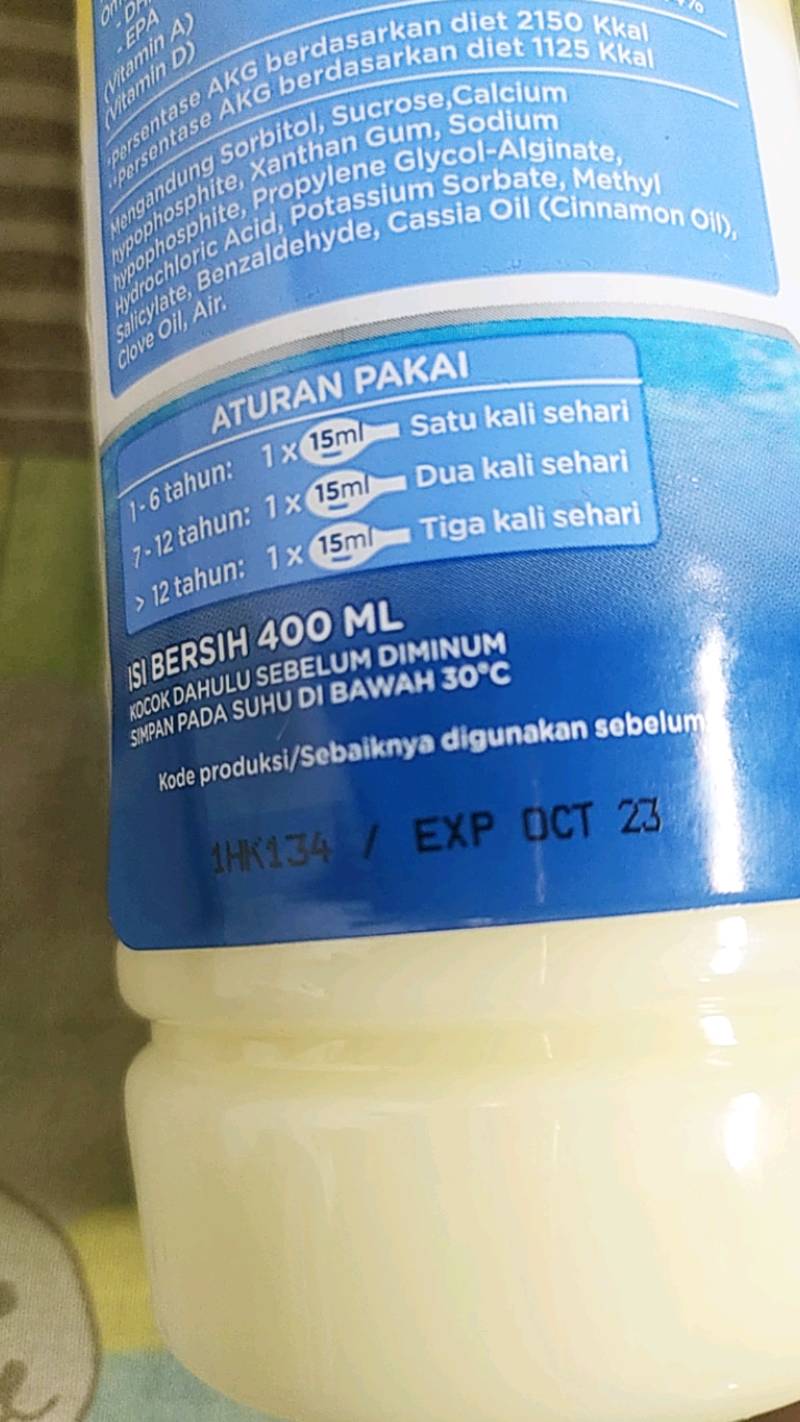 - EPA
(Vitamin A)
(Vitamin D)
*Persentase AKG berdasarkan diet 2150 Kkal
**Persentase AKG berdasarkan diet 1125 Kkal
Mengandung Sorbitol, Sucrose,Calcium
hypophosphite, Xanthan Gum, Sodium
hypophosphite, Propylene Glycol-Alginate,
Hydrochloric Acid, Potassium Sorbate, Methyl
Salicylate, Benzaldehyde, Cassia Oil (Cinnamon Oil),
Clove Oil, Air.
ATURAN PAKAI
1-6 tahun: 1 x 15ml Satu kali sehari
7-12 tahun: 1 x 15ml Dua kali sehari
> 12 tahun: 1 x 15ml Tiga kali sehari
ISI BERSIH 400 ML
KOCOK DAHULU SEBELUM DIMINUM
SIMPAN PADA SUHU DI BAWAH 30°C
Kode produksi/Sebaiknya digunakan sebelum
1HK134 / EXP OCT 23